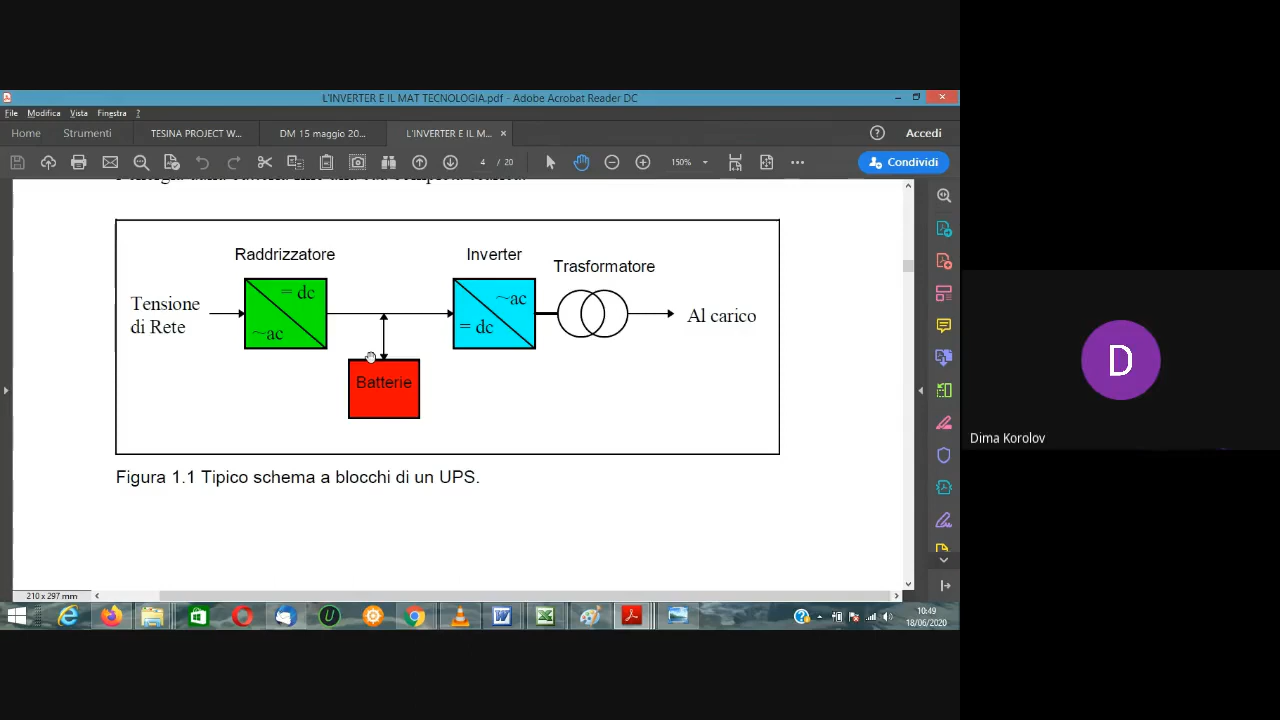 L'INVERTER E IL MAT TECNOLOGIA.pdf - Adobe Acrobat Reader DC
File Modifica Vista Finestra ?
Home Strumenti TESINA PROJECT W... DM 15 maggio 20... L'INVERTER E IL M... × Accedi
4 / 20 150% Condividi
Raddrizzatore
Inverter
Trasformatore
Tensione
di Rete
= dc
~ac
~ac
= dc
Al carico
Batterie
Figura 1.1 Tipico schema a blocchi di un UPS.
210 x 297 mm
10:49
18/06/2020
D
Dima Korolov